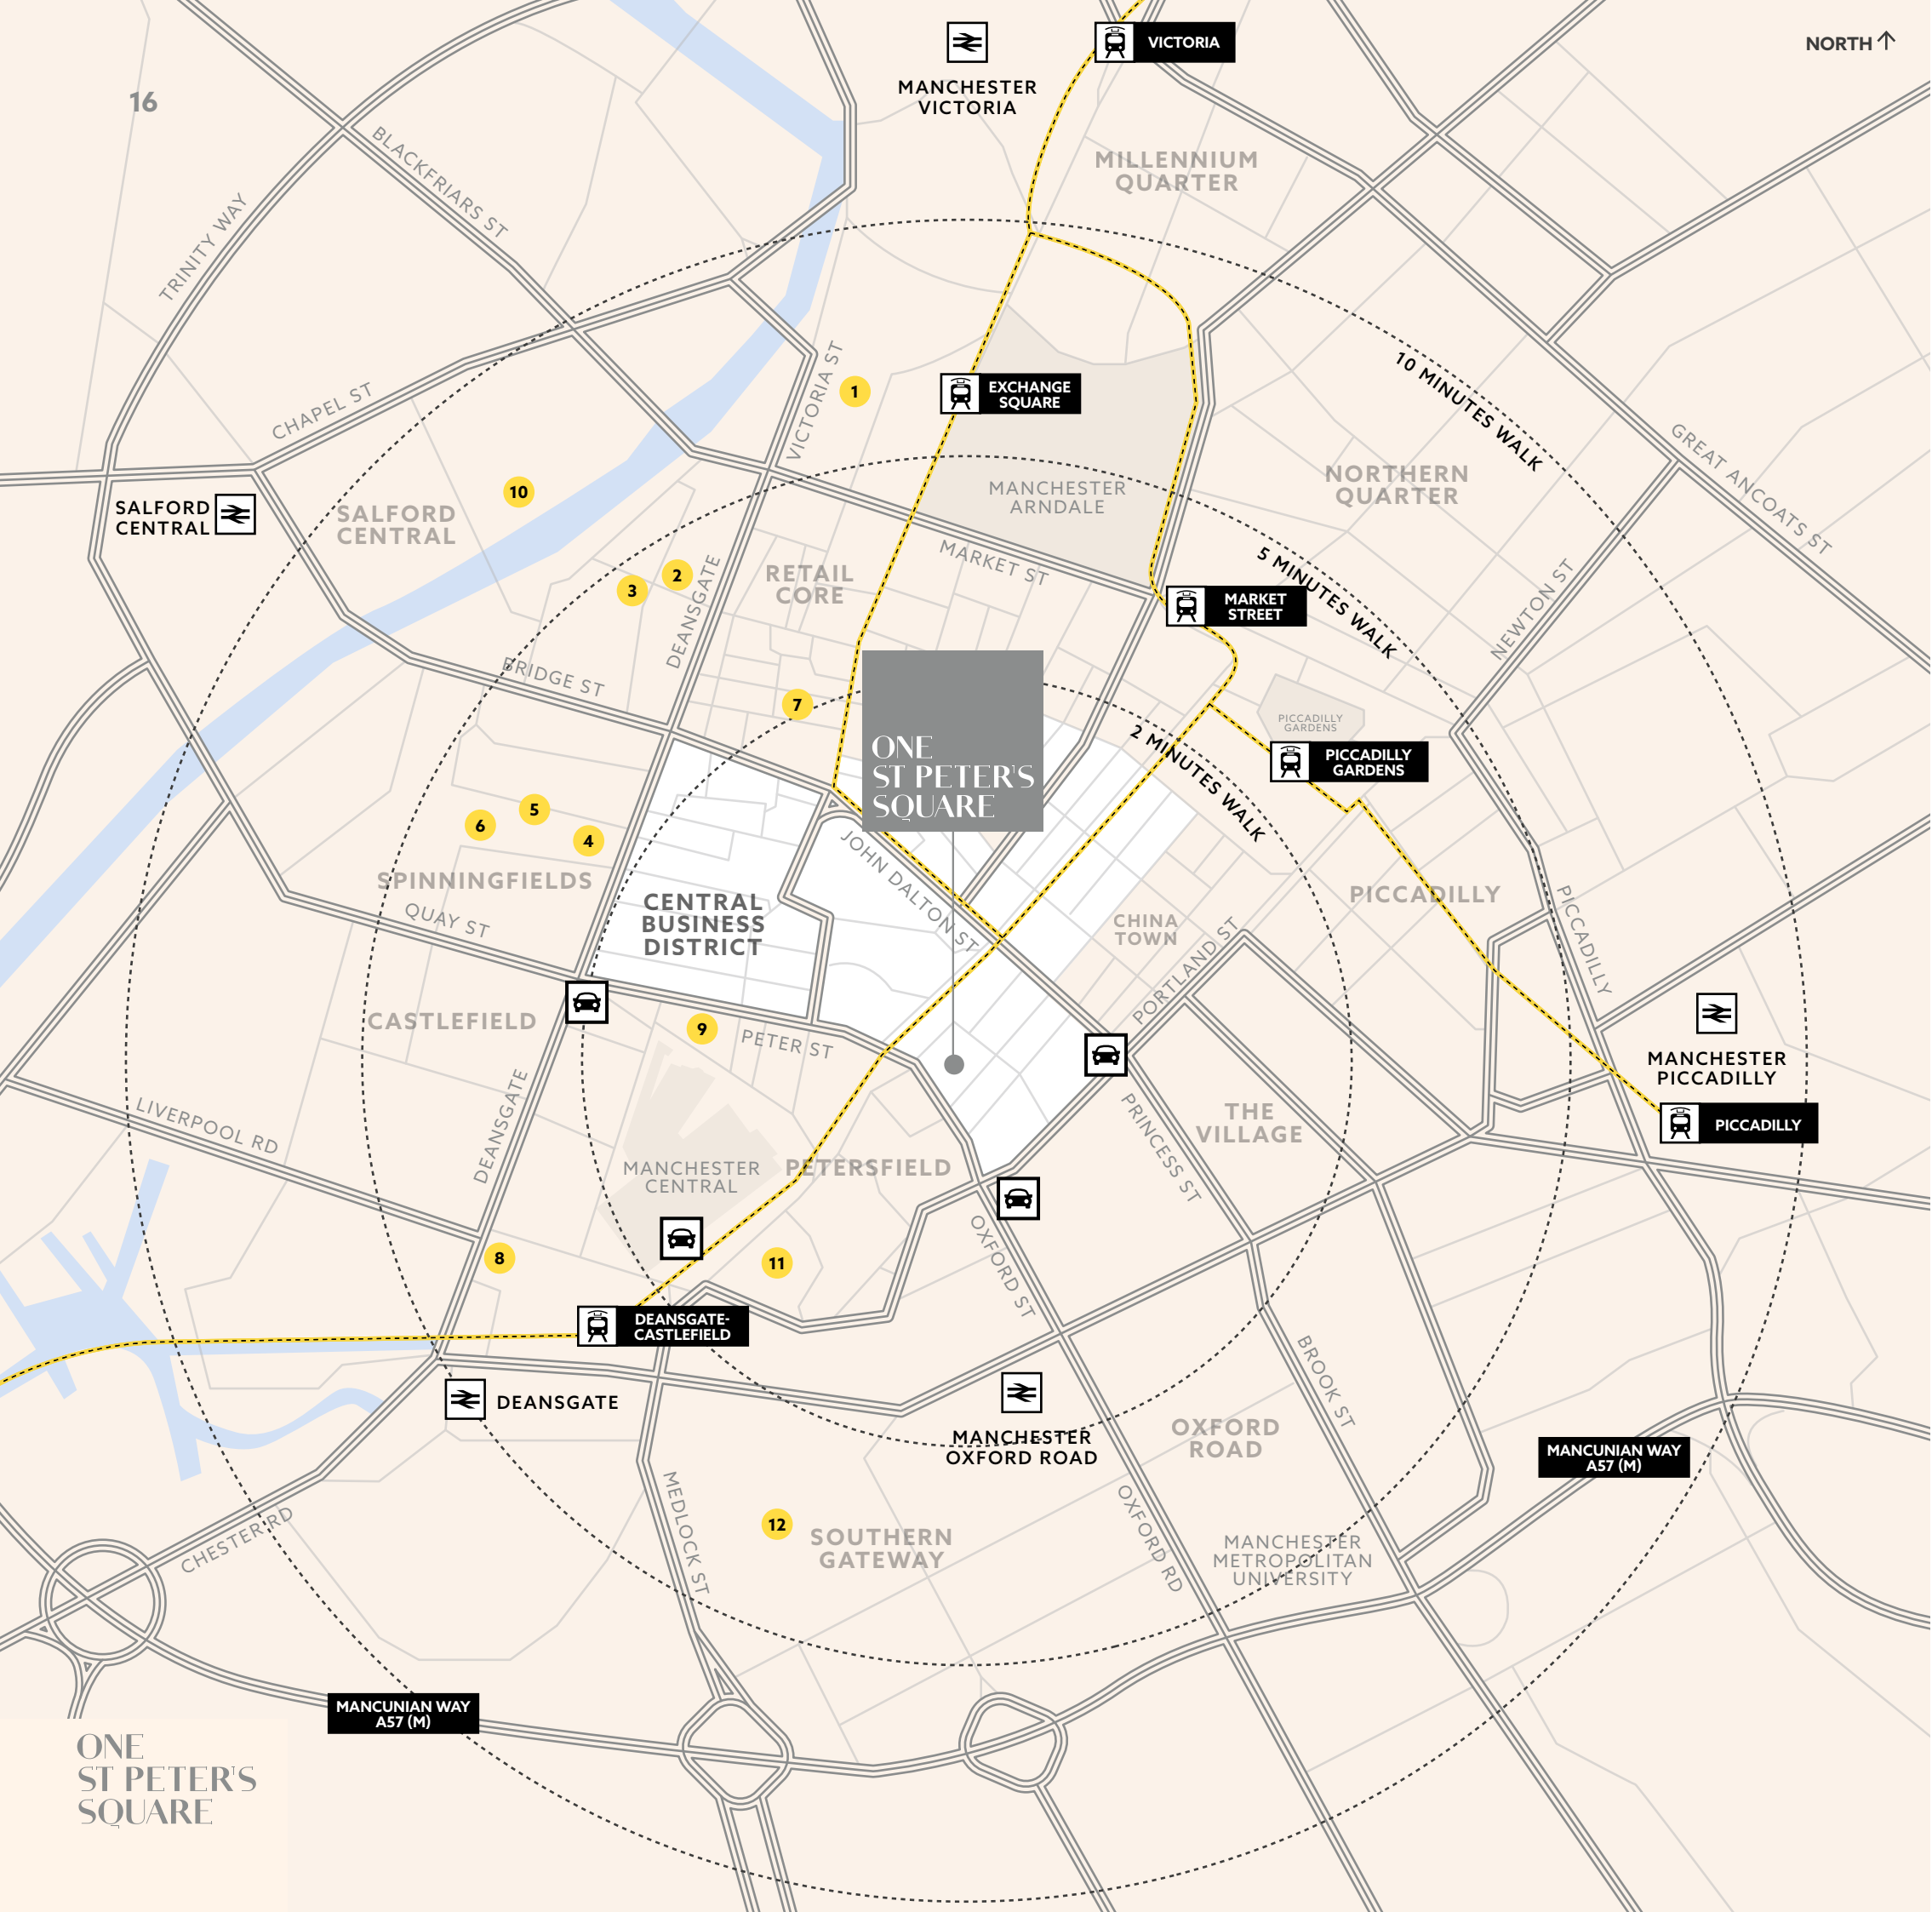 NORTH
VICTORIA
16
MANCHESTER
VICTORIA
MILLENNIUM
QUARTER
BLACKFRIARS ST
TRINITY WAY
10 MINUTES WALK
VICTORIA ST
1
EXCHANGE
SQUARE
CHAPEL ST
GREAT ANCOATS ST
NORTHERN
QUARTER
10
MANCHESTER
ARNDALE
SALFORD
CENTRAL
SALFORD
CENTRAL
MARKET ST
5 MINUTES WALK
2
3
RETAIL
CORE
DEANSGATE
MARKET
STREET
NEWTON ST
BRIDGE ST
7
PICCADILLY
GARDENS
ONE
ST PETER'S
SQUARE
2 MINUTES WALK
PICCADILLY
GARDENS
5
6
4
JOHN DALTON ST
SPINNINGFIELDS
CENTRAL
BUSINESS
DISTRICT
PICCADILLY
QUAY ST
CHINA
TOWN
PICCADILLY
PORTLAND ST
CASTLEFIELD
9
PETER ST
MANCHESTER
PICCADILLY
PICCADILLY
LIVERPOOL RD
DEANSGATE
PRINCESS ST
THE
VILLAGE
MANCHESTER
CENTRAL
PETERSFIELD
OXFORD ST
8
11
DEANSGATE-
CASTLEFIELD
BROOK ST
DEANSGATE
MANCHESTER
OXFORD ROAD
OXFORD
ROAD
MANCUNIAN WAY
A57 (M)
MEDLOCK ST
OXFORD RD
CHESTER RD
12
SOUTHERN
GATEWAY
MANCHESTER
METROPOLITAN
UNIVERSITY
MANCUNIAN WAY
A57 (M)
ONE
ST PETER'S
SQUARE